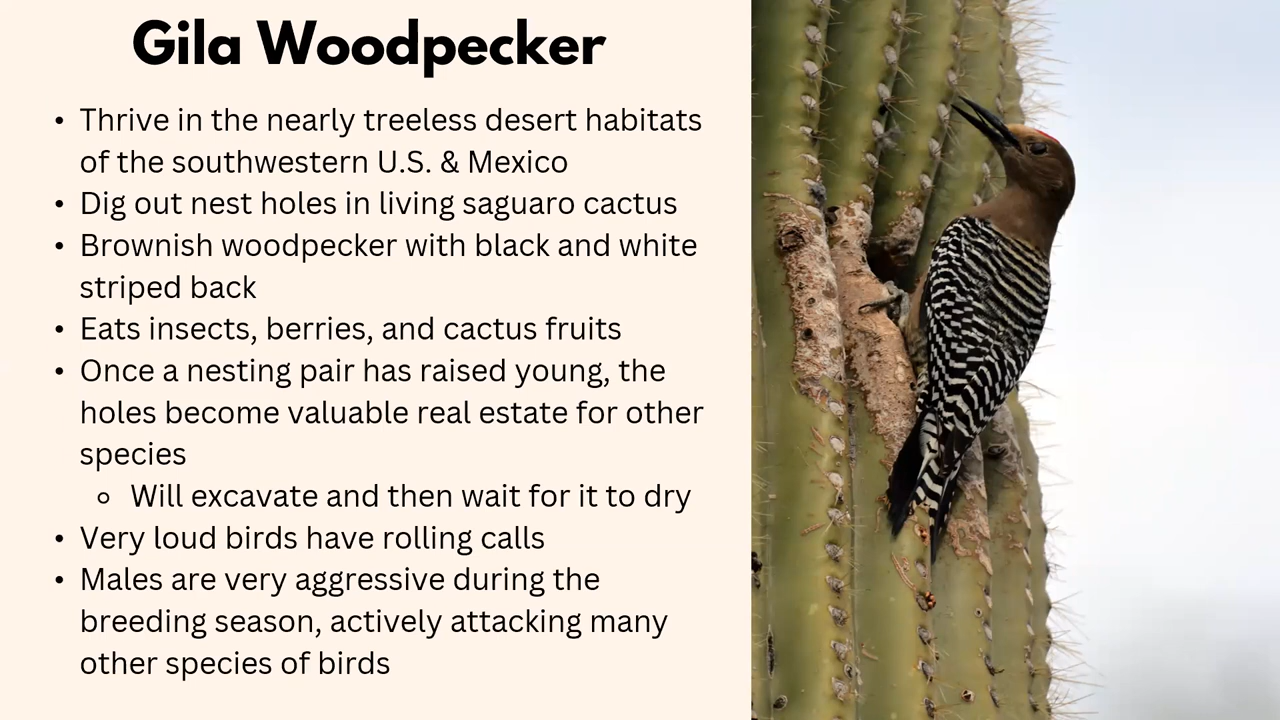 Gila Woodpecker
• Thrive in the nearly treeless desert habitats
of the southwestern U.S. & Mexico
• Dig out nest holes in living saguaro cactus
• Brownish woodpecker with black and white
striped back
• Eats insects, berries, and cactus fruits
• Once a nesting pair has raised young, the
holes become valuable real estate for other
species
◦ Will excavate and then wait for it to dry
• Very loud birds have rolling calls
• Males are very aggressive during the
breeding season, actively attacking many
other species of birds